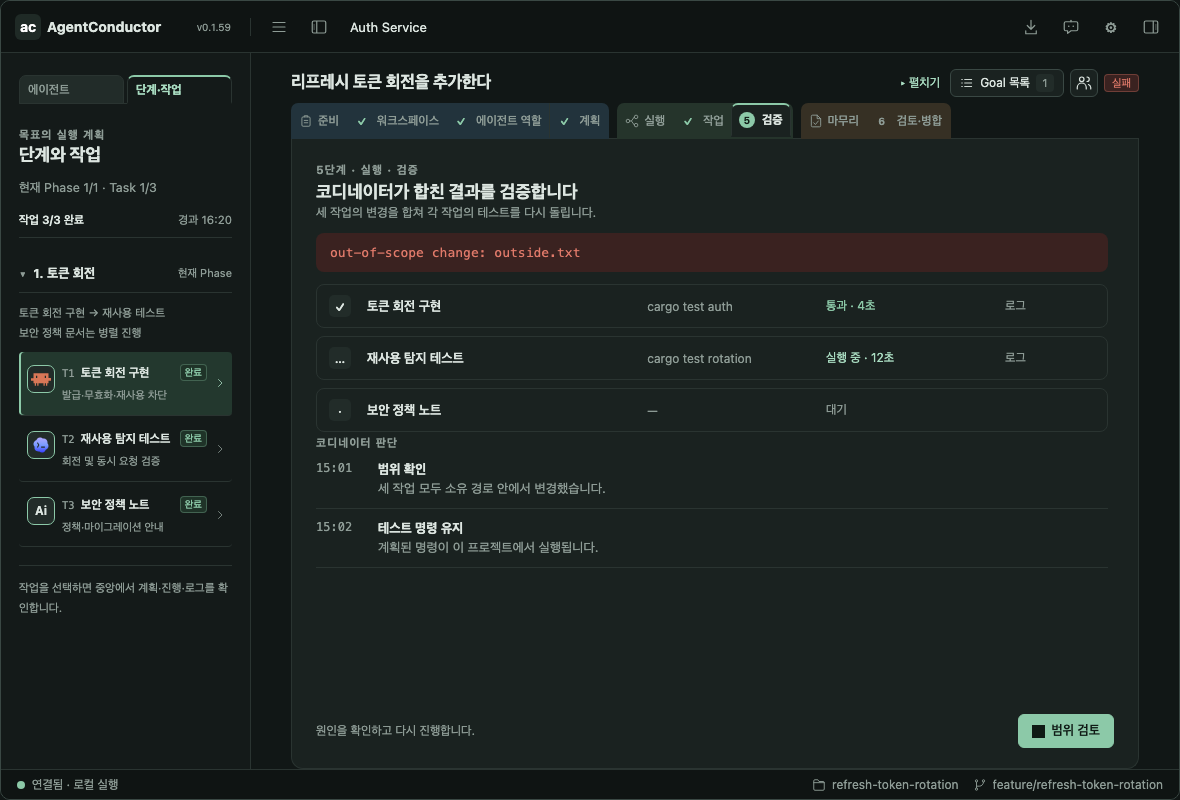 ac AgentConductor v0.1.59 Auth Service
에이전트 단계·작업
목표의 실행 계획
단계와 작업
현재 Phase 1/1 · Task 1/3
작업 3/3 완료 경과 16:20
1. 토큰 회전 현재 Phase
토큰 회전 구현 → 재사용 테스트
보안 정책 문서는 병렬 진행
T1 토큰 회전 구현 완료
발급·무효화·재사용 차단
T2 재사용 탐지 테스트 완료
회전 및 동시 요청 검증
Ai T3 보안 정책 노트 완료
정책·마이그레이션 안내
작업을 선택하면 중앙에서 계획·진행·로그를 확
인합니다.
리프레시 토큰 회전을 추가한다 ▸ 펼치기 Goal 목록 1 실패
준비 ✓ 워크스페이스 ✓ 에이전트 역할 ✓ 계획 실행 ✓ 작업 5 검증 마무리 6 검토·병합
5단계 · 실행 · 검증
코디네이터가 합친 결과를 검증합니다
세 작업의 변경을 합쳐 각 작업의 테스트를 다시 돌립니다.
out-of-scope change: outside.txt
✓ 토큰 회전 구현 cargo test auth 통과 · 4초 로그
… 재사용 탐지 테스트 cargo test rotation 실행 중 · 12초 로그
· 보안 정책 노트 — 대기
코디네이터 판단
15:01 범위 확인
세 작업 모두 소유 경로 안에서 변경했습니다.
15:02 테스트 명령 유지
계획된 명령이 이 프로젝트에서 실행됩니다.
원인을 확인하고 다시 진행합니다. 범위 검토
연결됨 · 로컬 실행 refresh-token-rotation feature/refresh-token-rotation